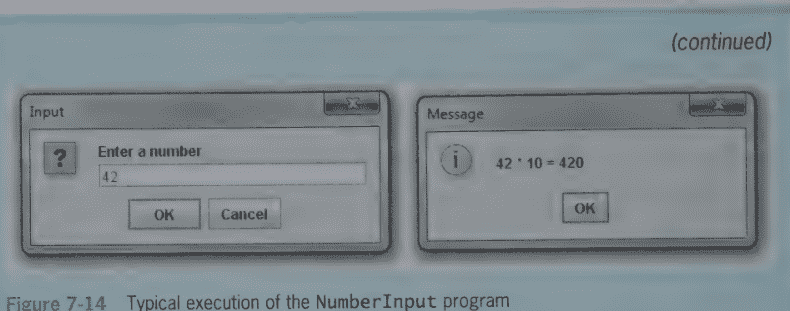 (continued)
Input
Enter a number
42
OK
Cancel
Message
42 * 10 = 420
OK
Figure 7-14 Typical execution of the NumberInput program